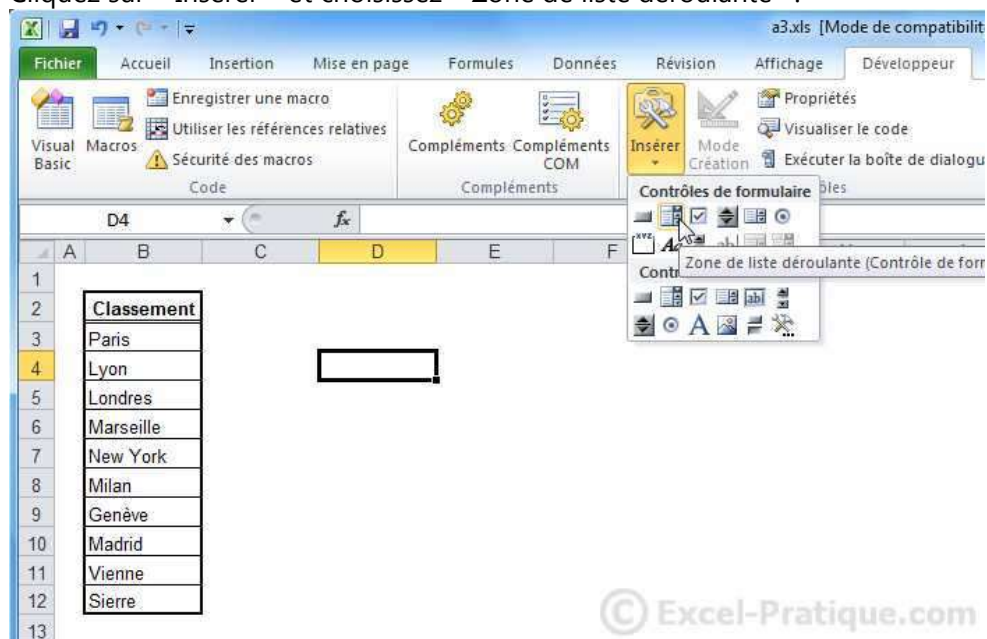 Cliquez sur "Insérer" et choisissez "Zone de liste déroulante" :
a3.xls [Mode de compatibilit
Fichier Accueil Insertion Mise en page Formules Données Révision Affichage Développeur
Visual Basic
Macros
Enregistrer une macro
Utiliser les références relatives
Sécurité des macros
Code
Compléments
Compléments COM
Compléments
Insérer
Mode Création
Propriétés
Visualiser le code
Exécuter la boîte de dialogu
Contrôles de formulaire
Zone de liste déroulante (Contrôle de forr
D4 fx
A B C D E F
1
2 Classement
3 Paris
4 Lyon
5 Londres
6 Marseille
7 New York
8 Milan
9 Genève
10 Madrid
11 Vienne
12 Sierre
13
© Excel-Pratique.com